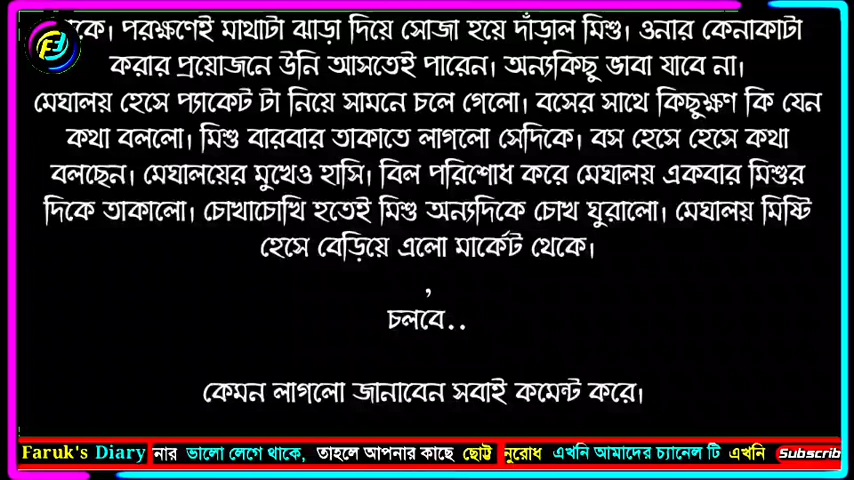 কে। পরক্ষণেই মাথাটা ঝাড়া দিয়ে সোজা হয়ে দাঁড়াল মিশু। ওনার কেনাকাটা
করার প্রয়োজনে উনি আসতেই পারেন। অন্যকিছু ভাবা যাবে না।
মেঘালয় হেসে প্যাকেট টা নিয়ে সামনে চলে গেলো। বসের সাথে কিছুক্ষণ কি যেন
কথা বললো। মিশু বারবার তাকাতে লাগলো সেদিকে। বস হেসে হেসে কথা
বলছেন। মেঘালয়ের মুখেও হাসি। বিল পরিশোধ করে মেঘালয় একবার মিশুর
দিকে তাকালো। চোখাচোখি হতেই মিশু অন্যদিকে চোখ ঘুরালো। মেঘালয় মিষ্টি
হেসে বেড়িয়ে এলো মার্কেট থেকে।
,
চলবে..
কেমন লাগলো জানাবেন সবাই কমেন্ট করে।
Faruk's Diary নার ভালো লেগে থাকে, তাহলে আপনার কাছে ছোট্ট নুরোধ এখনি আমাদের চ্যানেল টি এখনি Subscrib